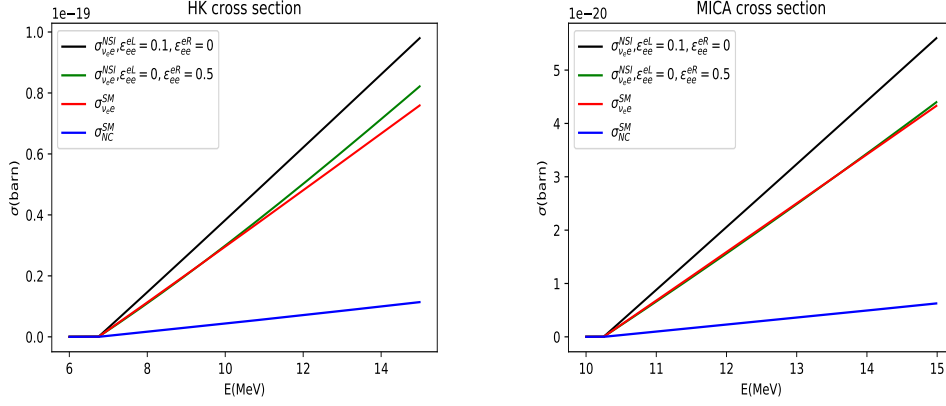 HK cross section
1e−19
σ^{NSI}_{ν_e e},ε^{eL}_{ee}=0.1,ε^{eR}_{ee}=0
σ^{NSI}_{ν_e e},ε^{eL}_{ee}=0,ε^{eR}_{ee}=0.5
σ^{SM}_{ν_e e}
σ^{SM}_{NC}
1.0
0.8
0.6
0.4
0.2
0.0
σ(barn)
6 8 10 12 14
E(MeV)
MICA cross section
1e−20
σ^{NSI}_{ν_e e},ε^{eL}_{ee}=0.1,ε^{eR}_{ee}=0
σ^{NSI}_{ν_e e},ε^{eL}_{ee}=0,ε^{eR}_{ee}=0.5
σ^{SM}_{ν_e e}
σ^{SM}_{NC}
5
4
3
2
1
0
σ(barn)
10 11 12 13 14 15
E(MeV)